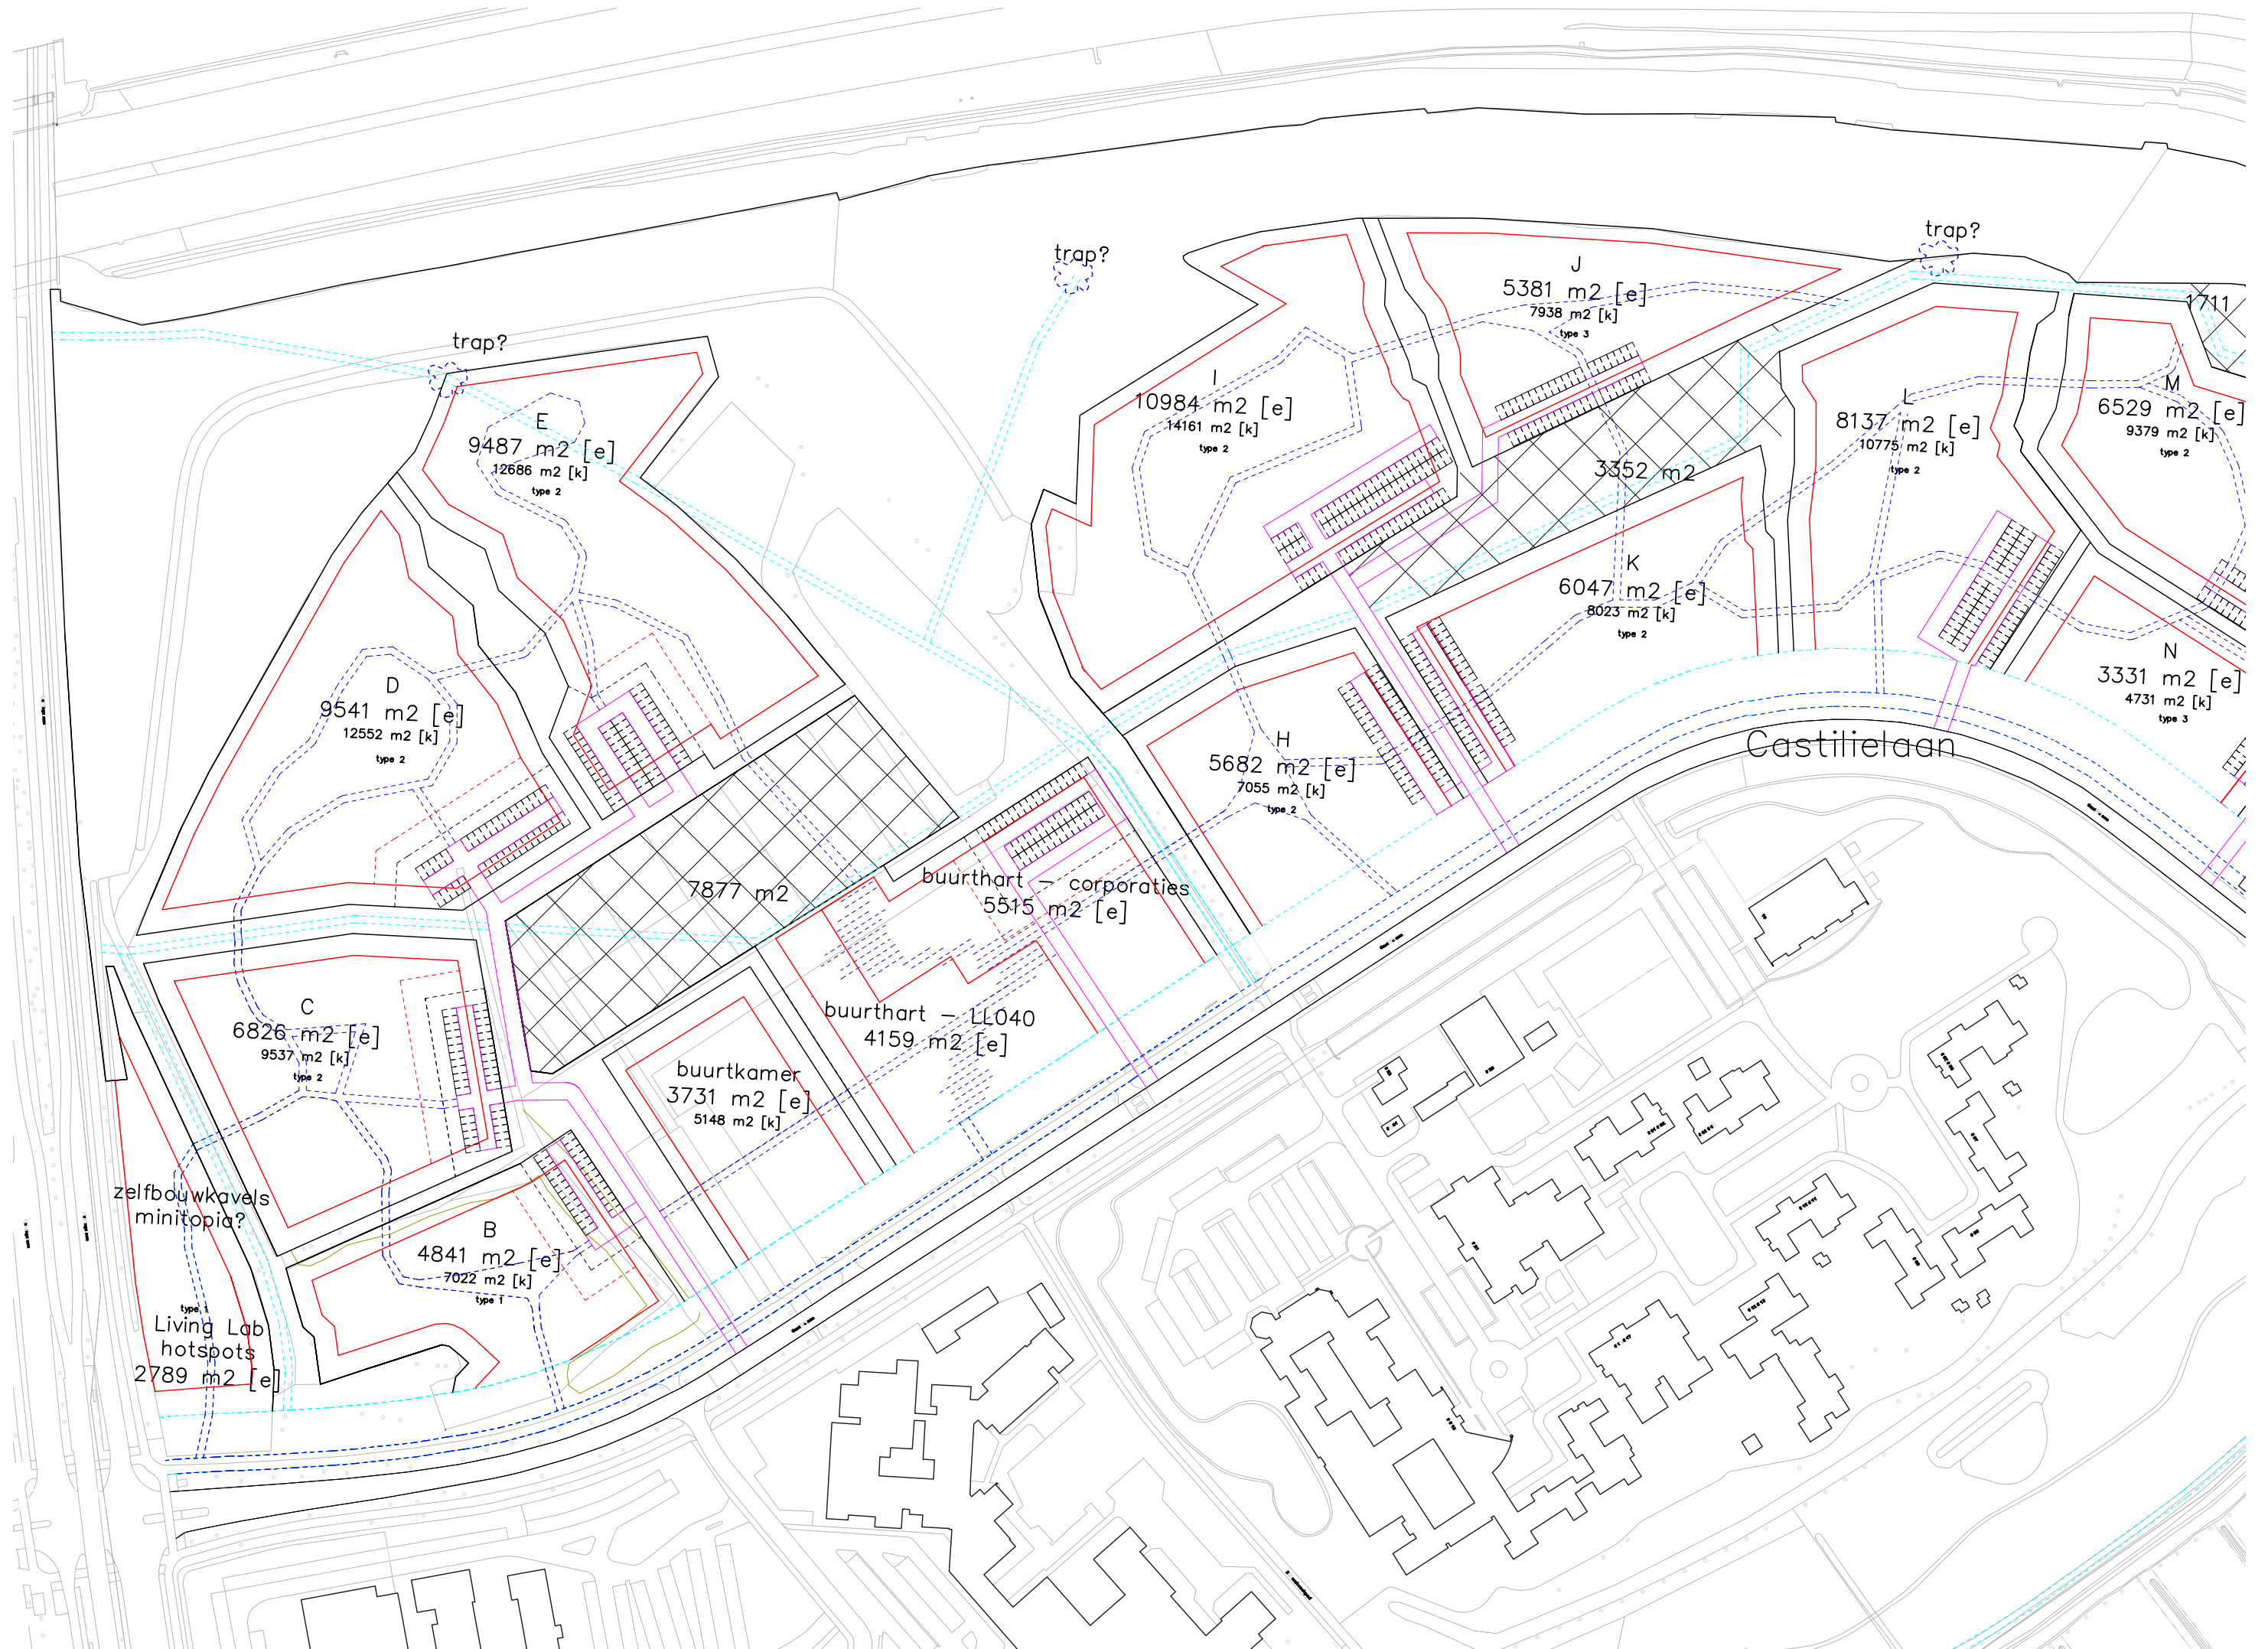 trap?
trap?
trap?
E
9487 m2 [e]
12686 m2 [k]
type 2
I
10984 m2 [e]
14161 m2 [k]
type 2
J
5381 m2 [e]
7938 m2 [k]
type 3
1711
L
8137 m2 [e]
10775 m2 [k]
type 2
M
6529 m2 [e]
9379 m2 [k]
type 2
3352 m2
K
6047 m2 [e]
8023 m2 [k]
type 2
N
3331 m2 [e]
4731 m2 [k]
type 3
D
9541 m2 [e]
12552 m2 [k]
type 2
H
5682 m2 [e]
7055 m2 [k]
type 2
Castilielaan
7877 m2
buurthart – corporaties
5515 m2 [e]
C
6826 m2 [e]
9537 m2 [k]
type 2
buurthart – LL040
4159 m2 [e]
buurtkamer
3731 m2 [e]
5148 m2 [k]
zelfbouwkavels
minitopia?
B
4841 m2 [e]
7022 m2 [k]
type 1
type 1
Living Lab
hotspots
2789 m2 [e]